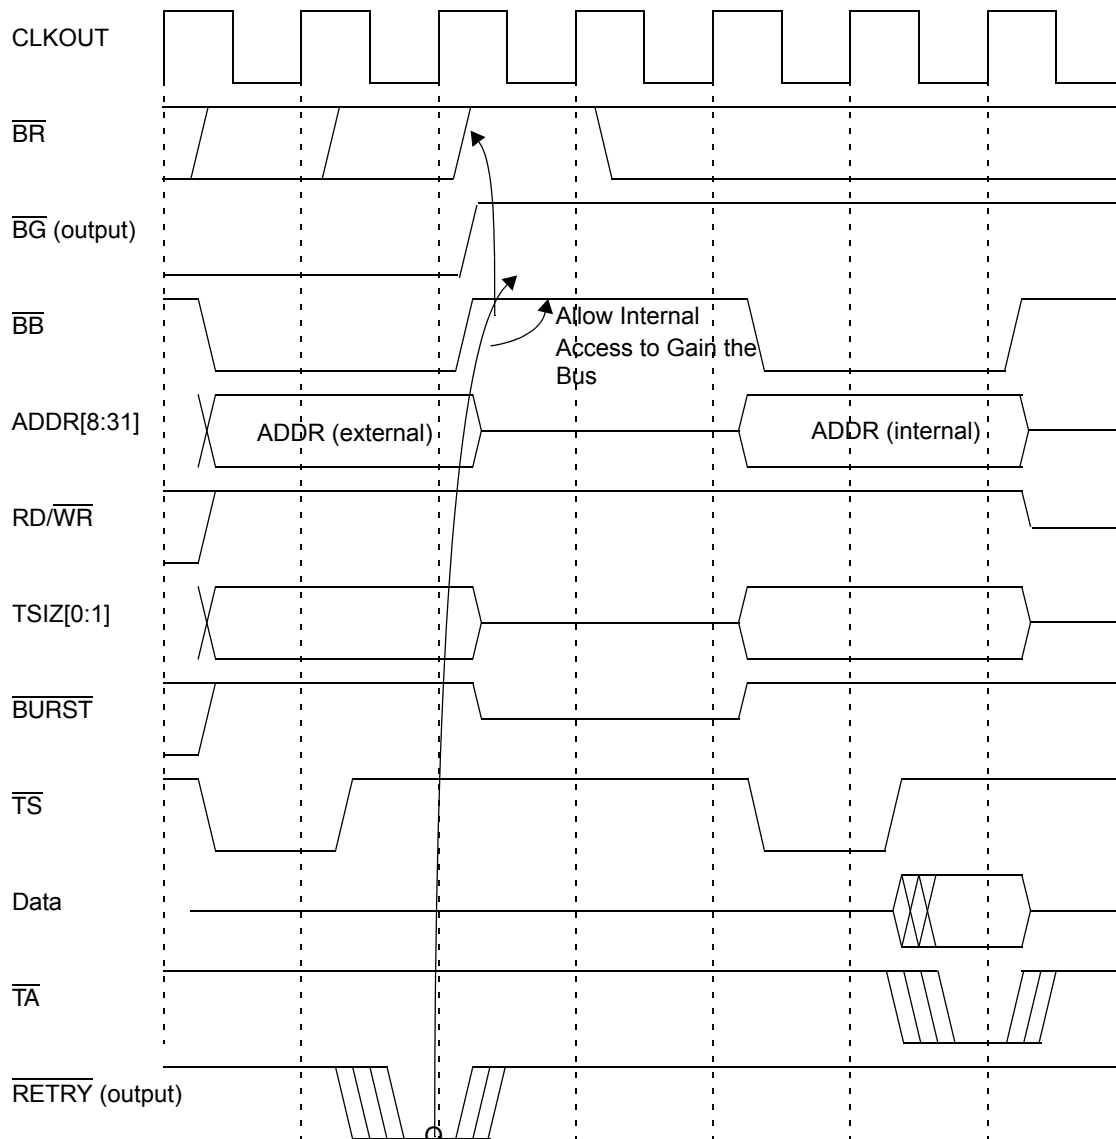 CLKOUT
BR
BG (output)
BB
Allow Internal
Access to Gain the
Bus
ADDR[8:31]
ADDR (external)
ADDR (internal)
RD/WR
TSIZ[0:1]
BURST
TS
Data
TA
RETRY (output)